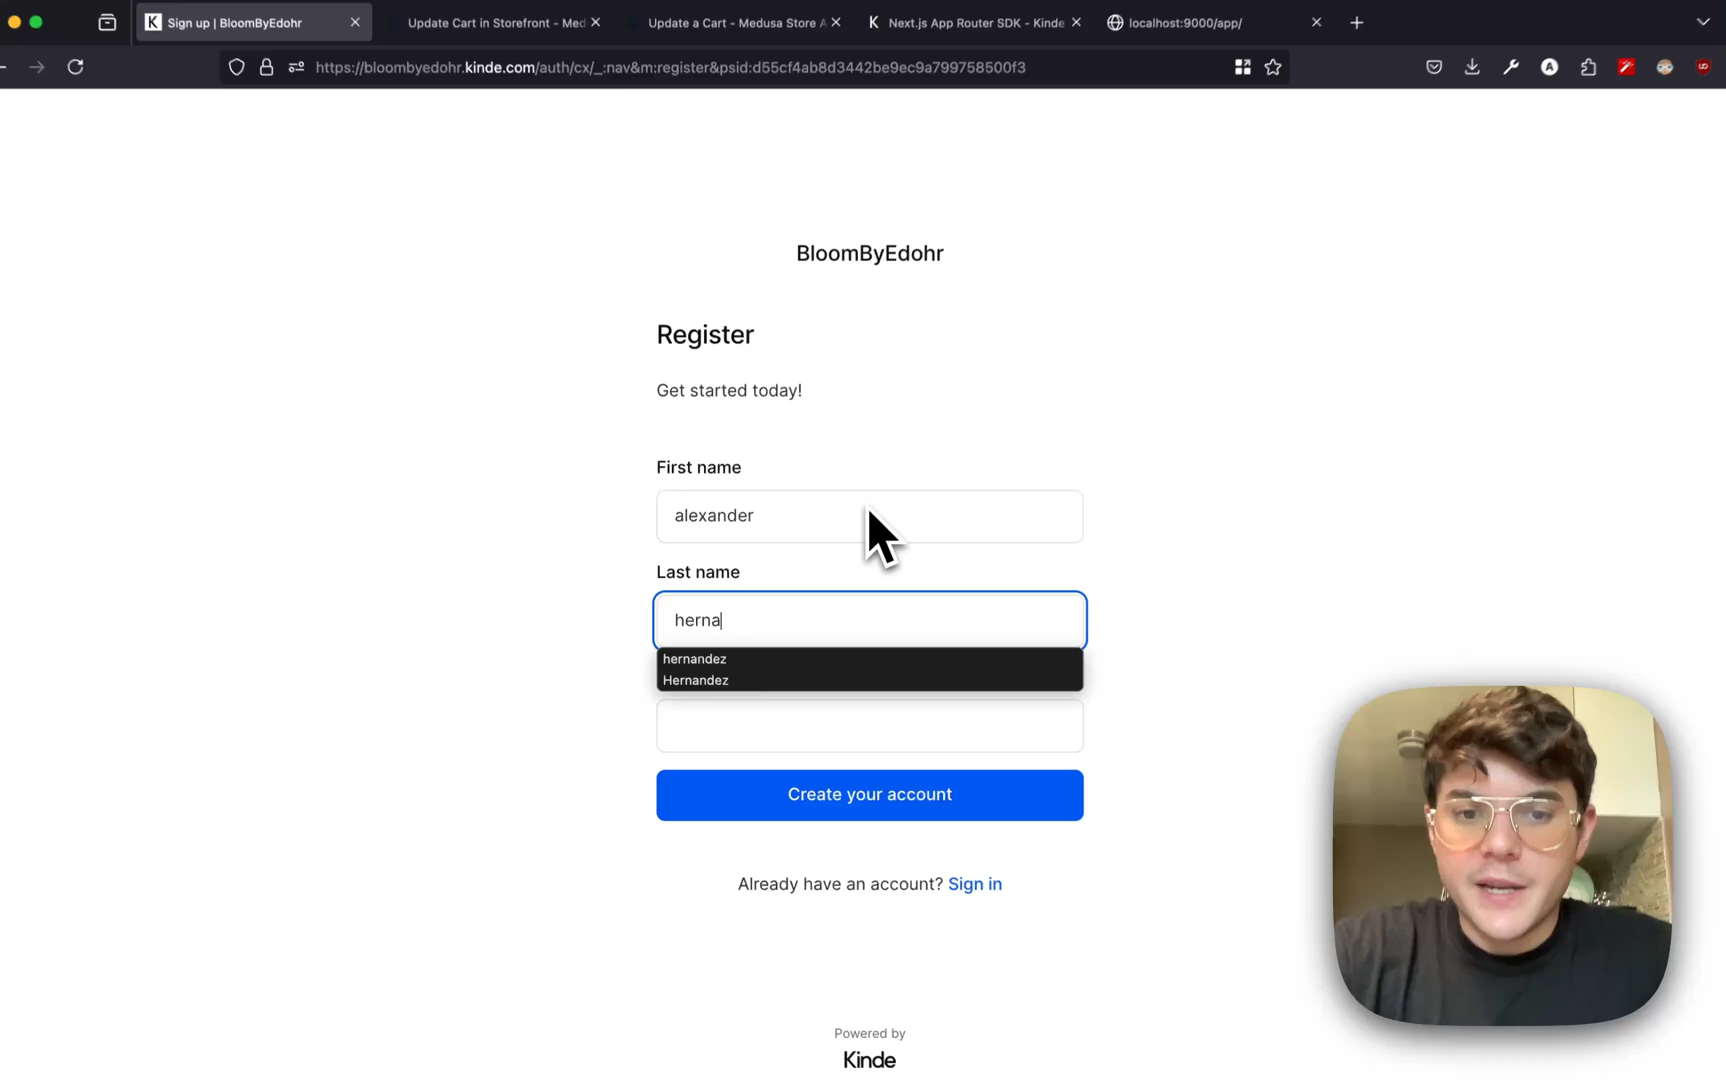 Sign up | BloomByEdohr
Update Cart in Storefront - Med
Update a Cart - Medusa Store A
Next.js App Router SDK - Kinde
localhost:9000/app/
https://bloombyedohr.kinde.com/auth/cx/_:nav&m:register&psid:d55cf4ab8d3442be9ec9a799758500f3
BloomByEdohr
Register
Get started today!
First name
alexander
Last name
herna
hernandez
Hernandez
Create your account
Already have an account? Sign in
Powered by
Kinde